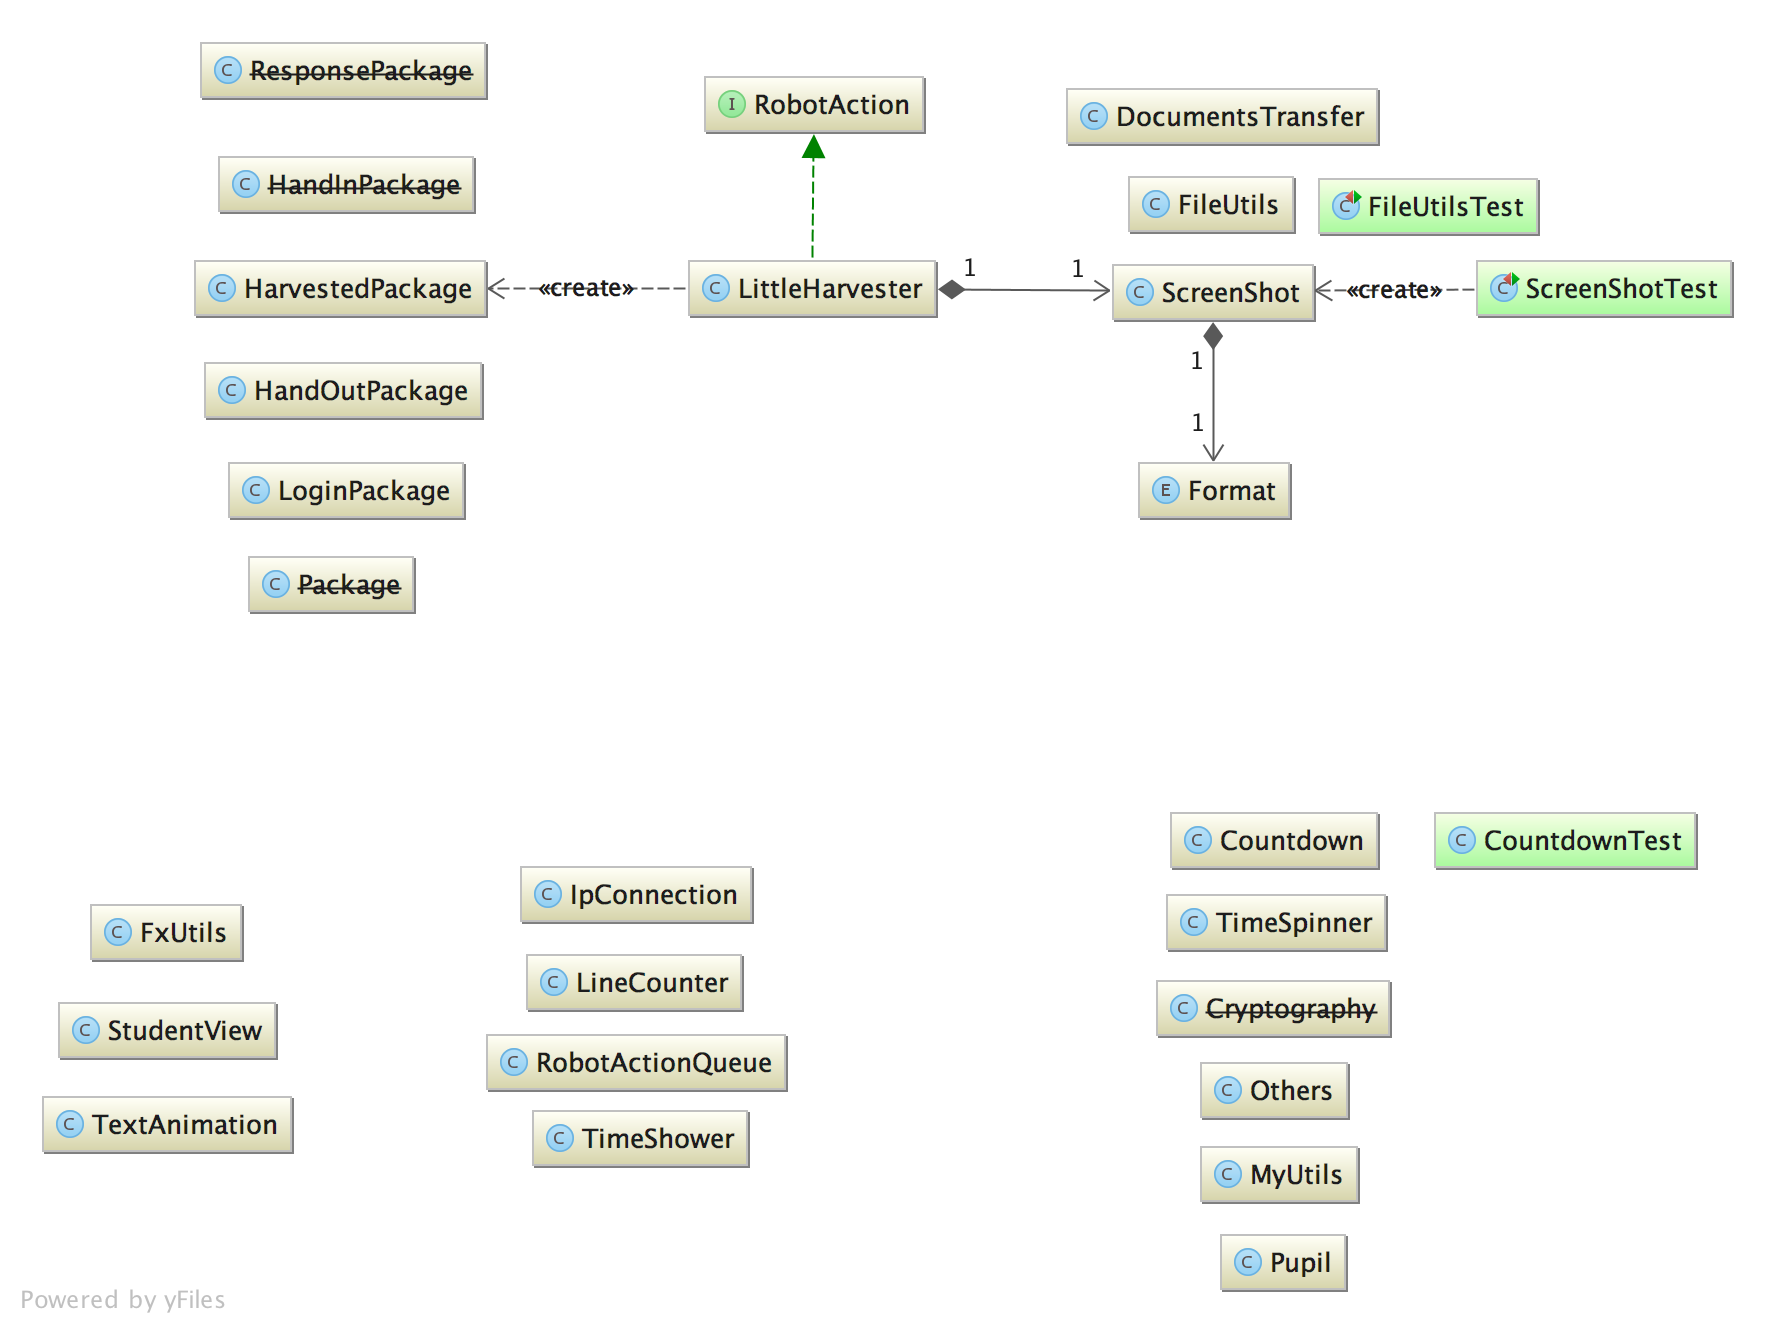 C ResponsePackage
I RobotAction
C DocumentsTransfer
C HandInPackage
C FileUtils
C FileUtilsTest
C HarvestedPackage
«create»
C LittleHarvester
1
1
C ScreenShot
«create»
C ScreenShotTest
1
1
C HandOutPackage
C LoginPackage
E Format
C Package
C Countdown
C CountdownTest
C IpConnection
C TimeSpinner
C FxUtils
C LineCounter
C Cryptography
C StudentView
C RobotActionQueue
C Others
C TextAnimation
C TimeShower
C MyUtils
C Pupil
Powered by yFiles